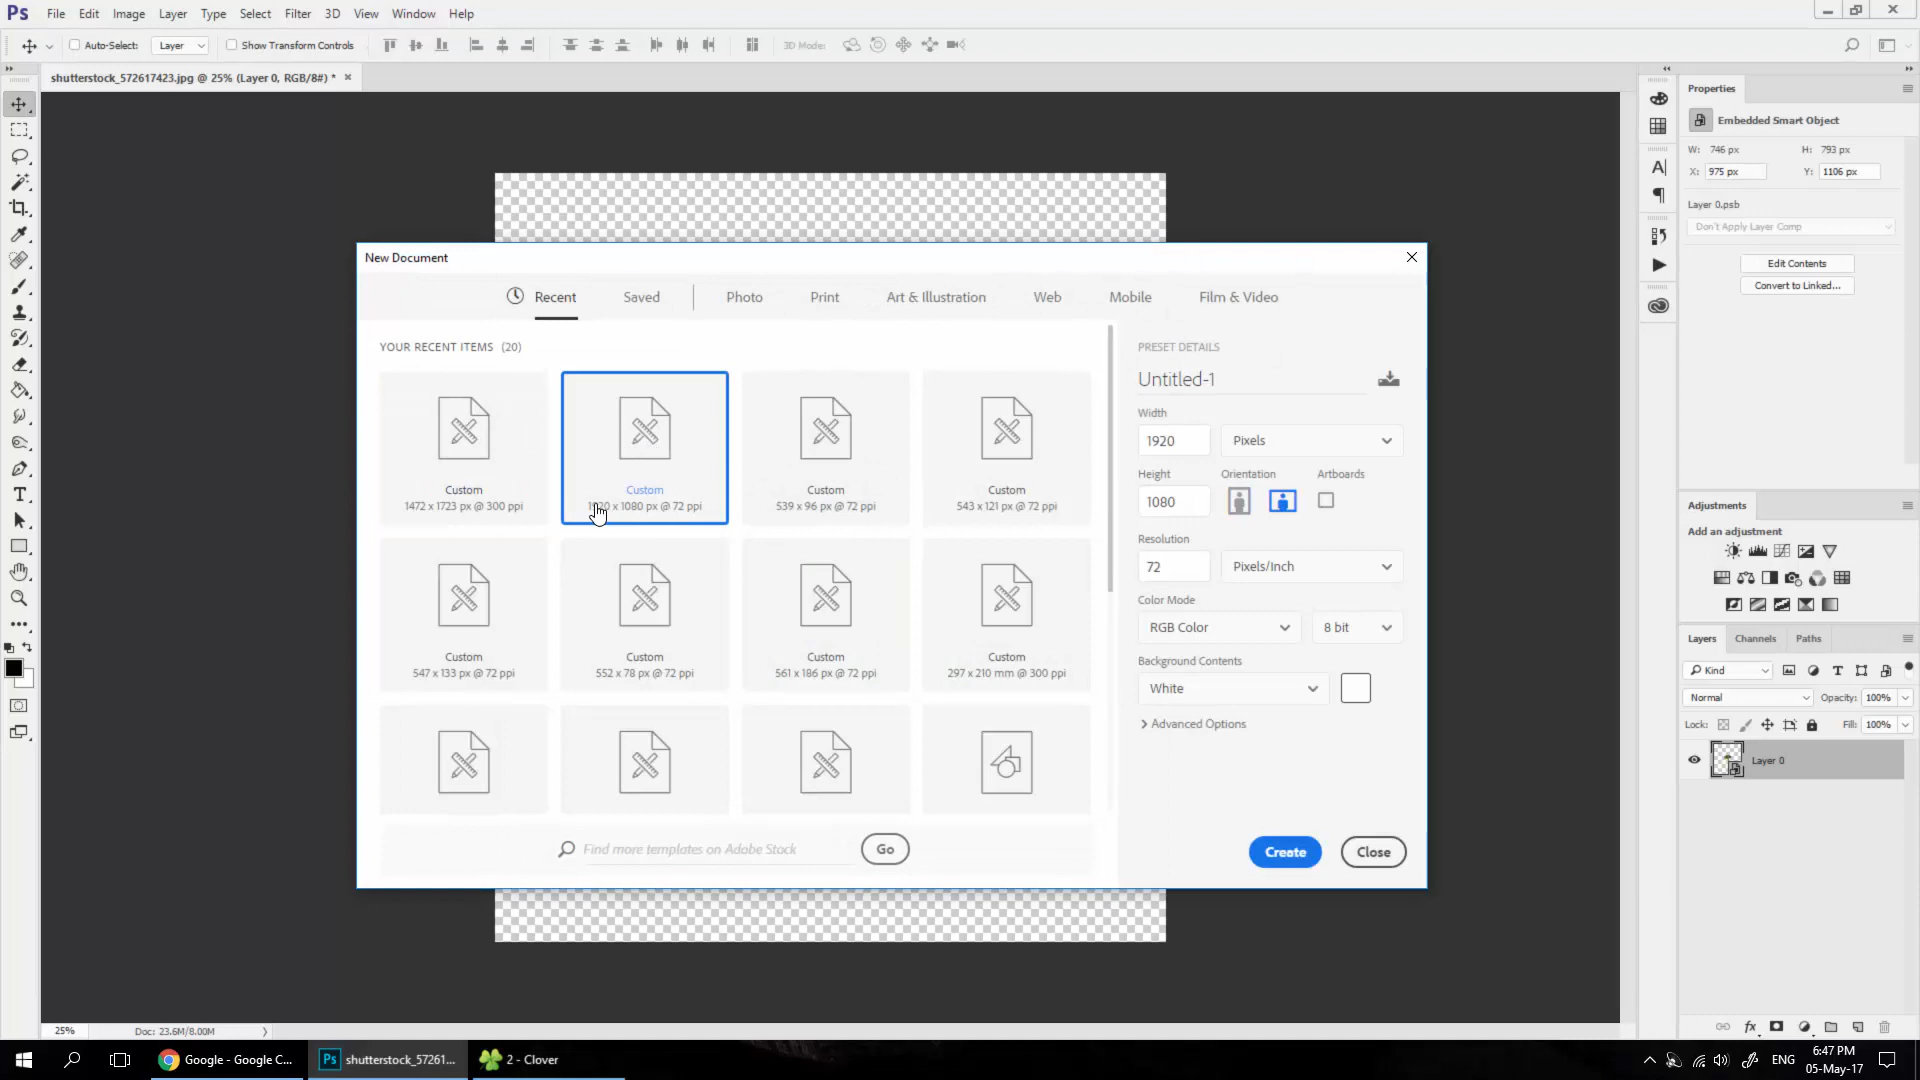 Ps File Edit Image Layer Type Select Filter 3D View Window Help
Auto-Select: Layer Show Transform Controls 3D Mode:
shutterstock_572617423.jpg @ 25% (Layer 0, RGB/8#) *
New Document
Recent Saved Photo Print Art & Illustration Web Mobile Film & Video
YOUR RECENT ITEMS (20)
Custom Custom Custom Custom
1472 x 1723 px @ 300 ppi 1920 x 1080 px @ 72 ppi 539 x 96 px @ 72 ppi 543 x 121 px @ 72 ppi
Custom Custom Custom Custom
547 x 133 px @ 72 ppi 552 x 78 px @ 72 ppi 561 x 186 px @ 72 ppi 297 x 210 mm @ 300 ppi
Find more templates on Adobe Stock Go
PRESET DETAILS
Untitled-1
Width
1920 Pixels
Height Orientation Artboards
1080
Resolution
72 Pixels/Inch
Color Mode
RGB Color 8 bit
Background Contents
White
Advanced Options
Create Close
Properties
Embedded Smart Object
W: 746 px H: 793 px
X: 975 px Y: 1106 px
Layer 0.psb
Don't Apply Layer Comp
Edit Contents
Convert to Linked...
Adjustments
Add an adjustment
Layers Channels Paths
Kind
Normal Opacity: 100%
Lock: Fill: 100%
Layer 0
25% Doc: 23.6M/8.00M
Google - Google C... Ps shutterstock_57261... 2 - Clover
ENG 6:47 PM
05-May-17